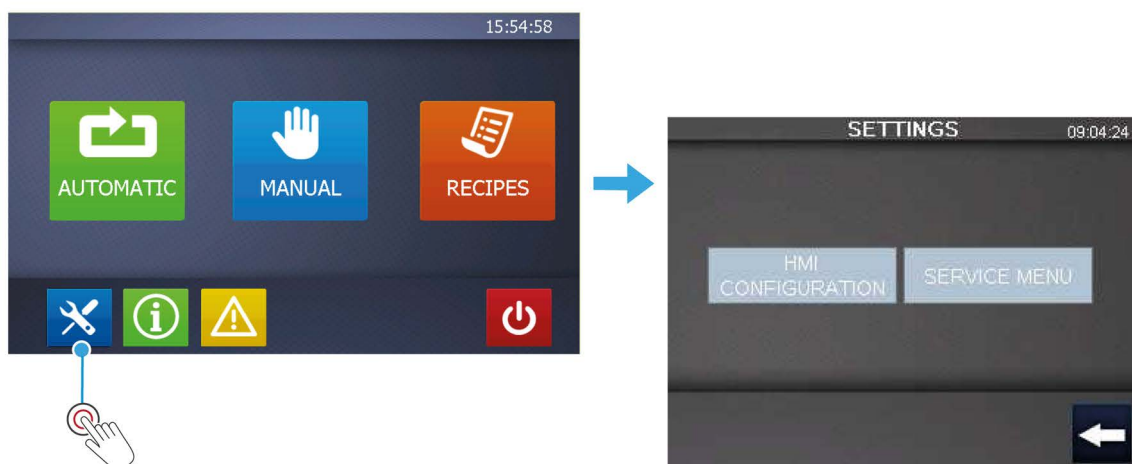 15:54:58
AUTOMATIC
MANUAL
RECIPES
SETTINGS
09:04:24
HMI
CONFIGURATION
SERVICE MENU